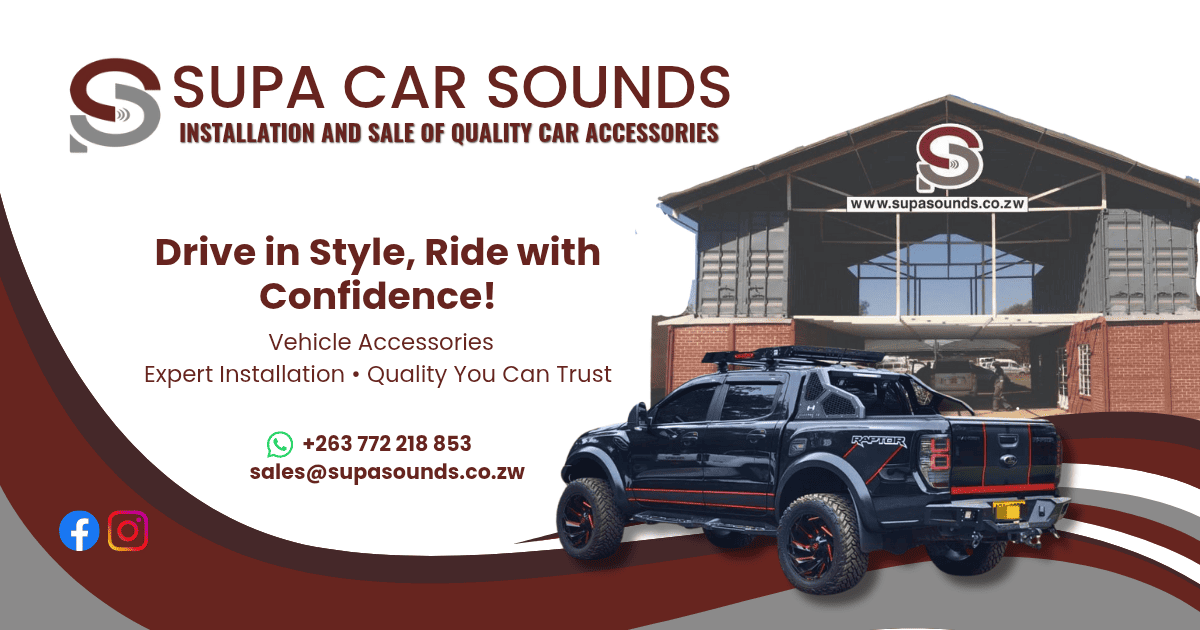 SUPA CAR SOUNDS
INSTALLATION AND SALE OF QUALITY CAR ACCESSORIES
www.supasounds.co.zw
Drive in Style, Ride with
Confidence!
Vehicle Accessories
Expert Installation • Quality You Can Trust
+263 772 218 853
sales@supasounds.co.zw
RAPTOR